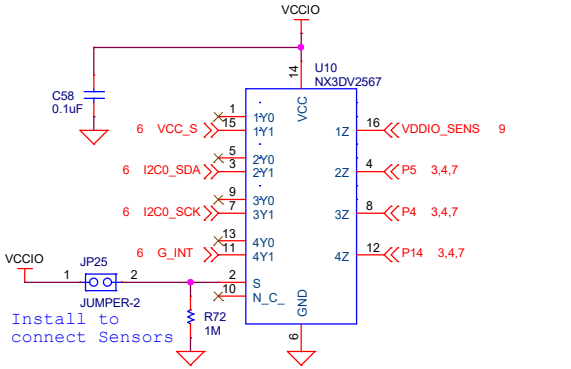 VCCIO
U10
NX3DV2567
14
VCC
C58
0.1uF
1
1Y0
6 VCC_S 15 1Y1
1Z 16 VDDIO_SENS 9
5
2Y0
6 I2C0_SDA 3 2Y1
2Z 4 P5 3,4,7
9
3Y0
6 I2C0_SCK 7 3Y1
3Z 8 P4 3,4,7
13
4Y0
6 G_INT 11 4Y1
4Z 12 P14 3,4,7
VCCIO
JP25
1 2
2 S
10 N_C_
JUMPER-2
GND
6
R72
1M
Install to
connect Sensors